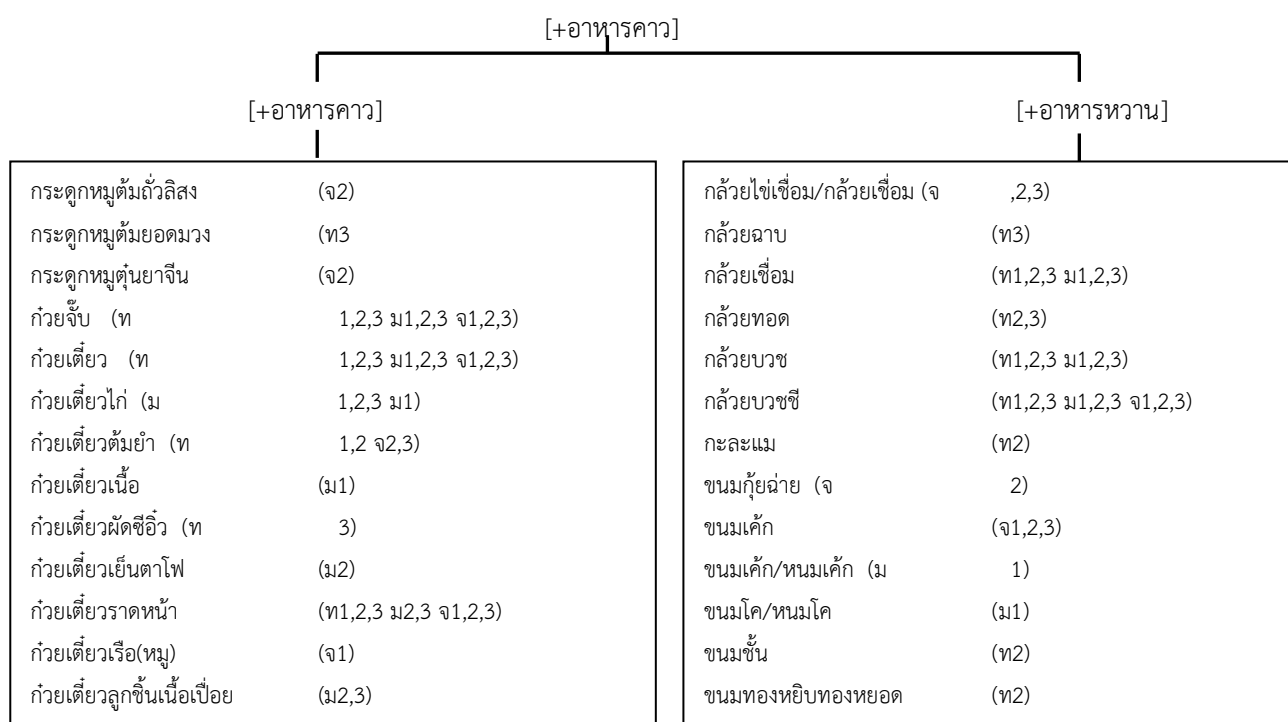 [+อาหารคาว]
[+อาหารคาว]
[+อาหารหวาน]
กระดูกหมูต้มถั่วลิสง (จ2)
กระดูกหมูต้มยอดมวง (ท3
กระดูกหมูตุ๋นยาจีน (จ2)
ก๋วยจั๊บ (ท 1,2,3 ม1,2,3 จ1,2,3)
ก๋วยเตี๋ยว (ท 1,2,3 ม1,2,3 จ1,2,3)
ก๋วยเตี๋ยวไก่ (ม 1,2,3 ม1)
ก๋วยเตี๋ยวต้มยำ (ท 1,2 จ2,3)
ก๋วยเตี๋ยวเนื้อ (ม1)
ก๋วยเตี๋ยวผัดซีอิ๋ว (ท 3)
ก๋วยเตี๋ยวเย็นตาโฟ (ม2)
ก๋วยเตี๋ยวราดหน้า (ท1,2,3 ม2,3 จ1,2,3)
ก๋วยเตี๋ยวเรือ(หมู) (จ1)
ก๋วยเตี๋ยวลูกชิ้นเนื้อเปื่อย (ม2,3)
กล้วยไข่เชื่อม/กล้วยเชื่อม (จ ,2,3)
กล้วยฉาบ (ท3)
กล้วยเชื่อม (ท1,2,3 ม1,2,3)
กล้วยทอด (ท2,3)
กล้วยบวช (ท1,2,3 ม1,2,3)
กล้วยบวชชี (ท1,2,3 ม1,2,3 จ1,2,3)
กะละแม (ท2)
ขนมกุ้ยฉ่าย (จ 2)
ขนมเค้ก (จ1,2,3)
ขนมเค้ก/หนมเค้ก (ม 1)
ขนมโค/หนมโค (ม1)
ขนมชั้น (ท2)
ขนมทองหยิบทองหยอด (ท2)